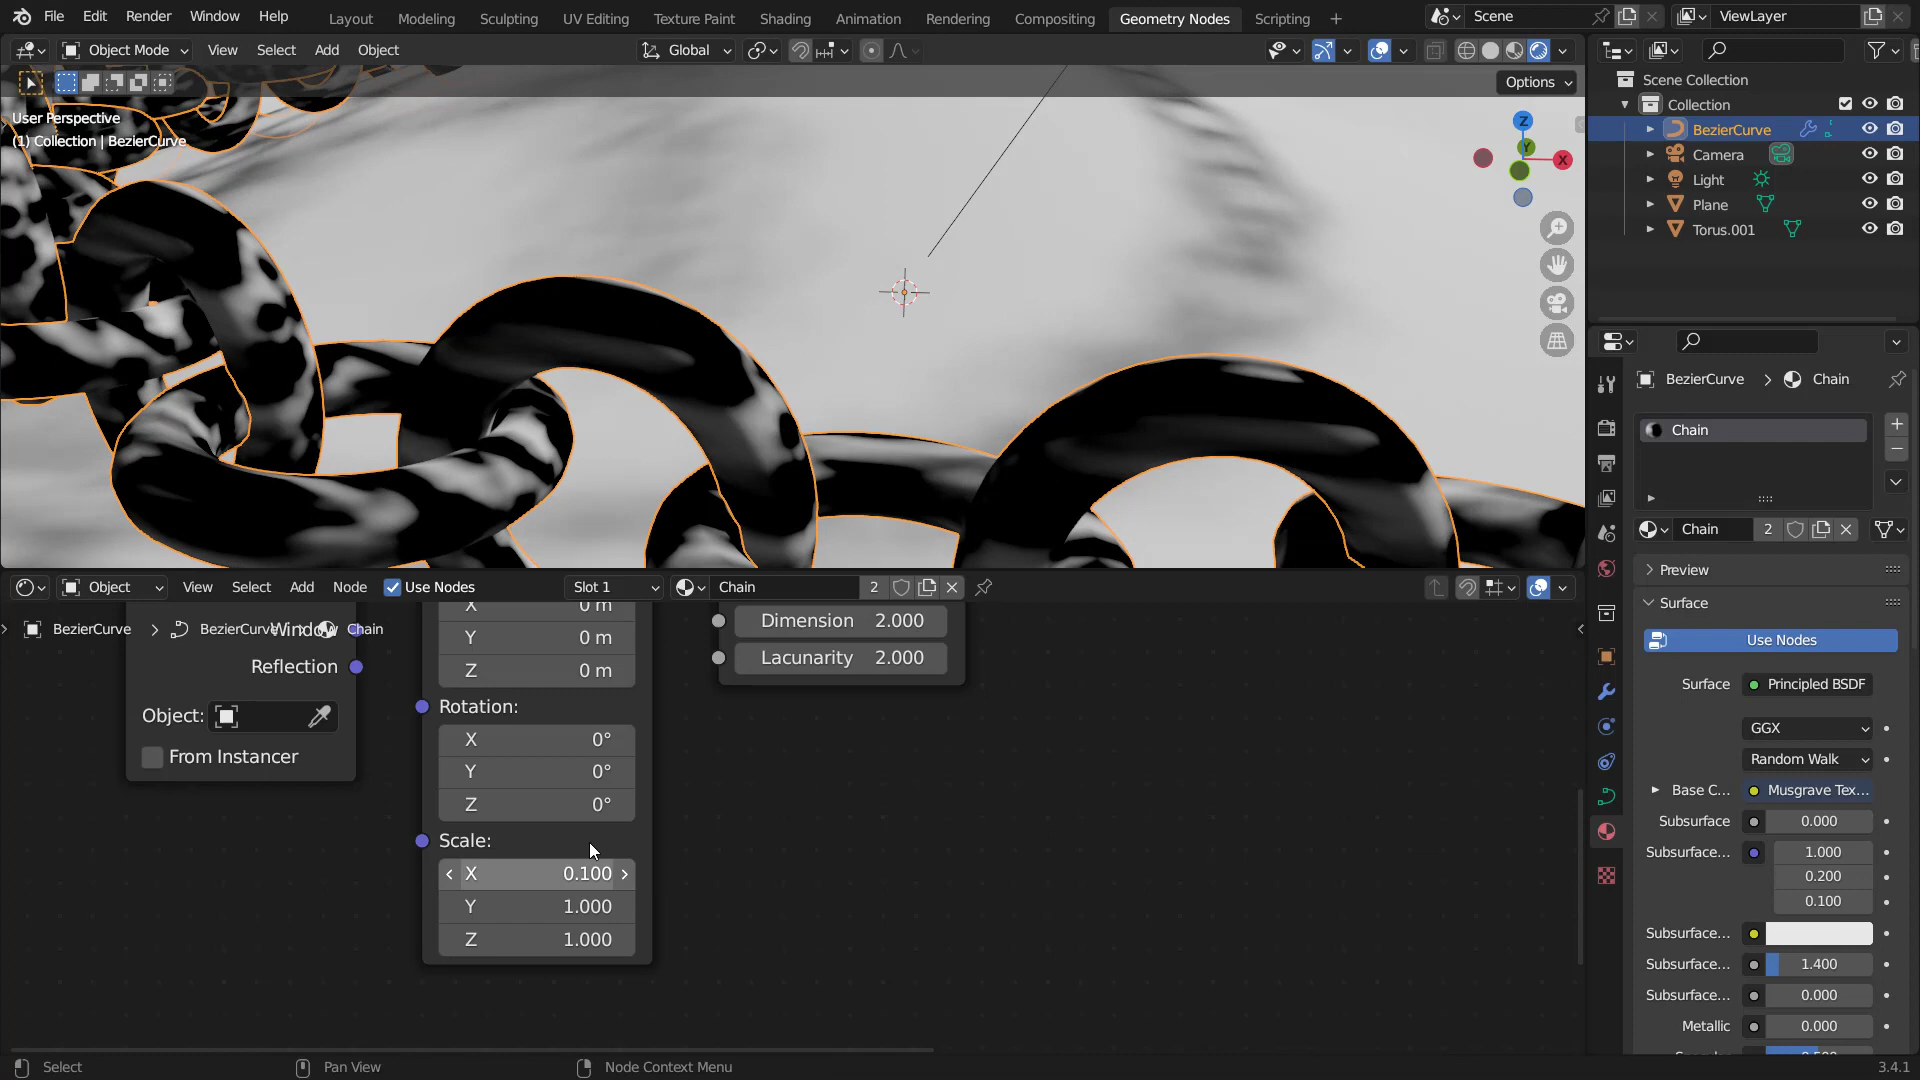 File Edit Render Window Help Layout Modeling Sculpting UV Editing Texture Paint Shading Animation Rendering Compositing Geometry Nodes Scripting + Scene ViewLayer
Object Mode View Select Add Object Global
Options
User Perspective
(1) Collection | BezierCurve
Z
Y
X
Scene Collection
Collection
BezierCurve
Camera
Light
Plane
Torus.001
Object View Select Add Node Use Nodes Slot 1 Chain 2
BezierCurve > BezierCurve Chain
Window
Reflection
Object:
From Instancer
X 0 m
Y 0 m
Z 0 m
Rotation:
X 0°
Y 0°
Z 0°
Scale:
X 0.100
Y 1.000
Z 1.000
Dimension 2.000
Lacunarity 2.000
BezierCurve > Chain
Chain
Chain 2
Preview
Surface
Use Nodes
Surface Principled BSDF
GGX
Random Walk
Base C... Musgrave Tex...
Subsurface 0.000
Subsurface... 1.000
0.200
0.100
Subsurface...
Subsurface... 1.400
Subsurface... 0.000
Metallic 0.000
Select Pan View Node Context Menu 3.4.1